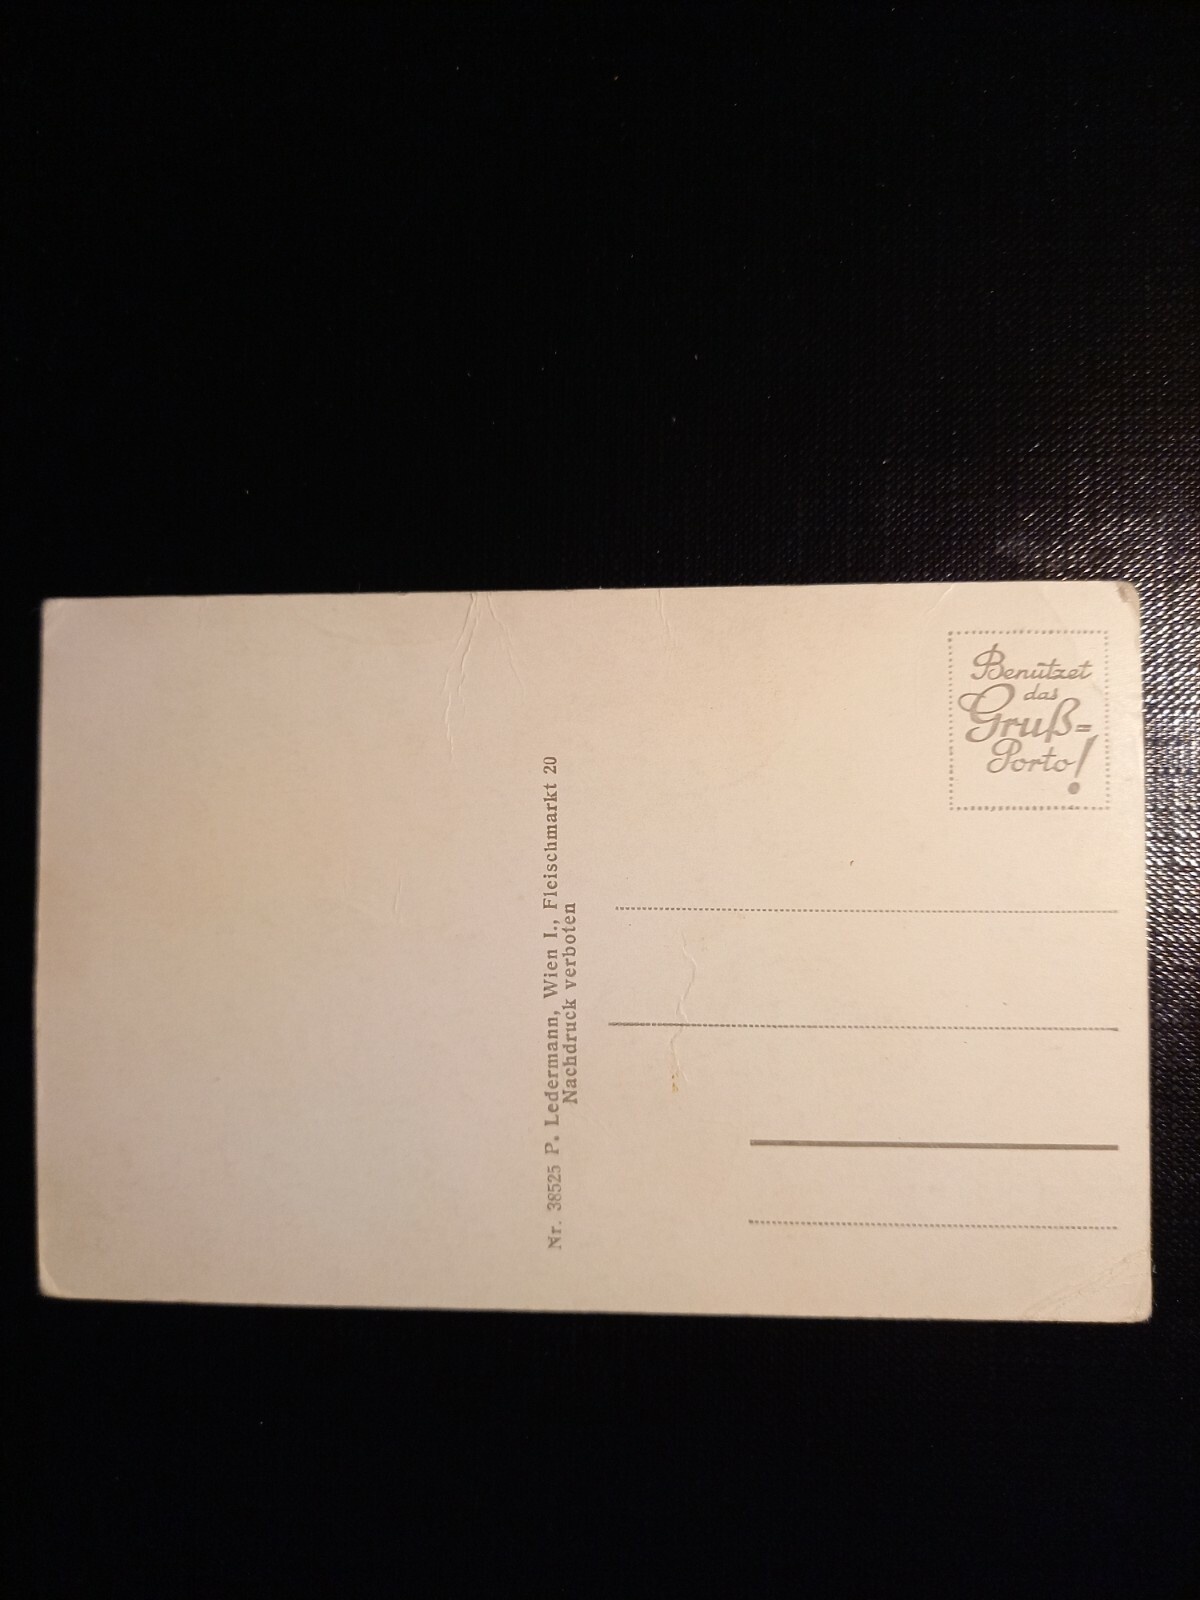 Benützet
das
Gruß=
Porto!
Nr. 38525 P. Ledermann, Wien I., Fleischmarkt 20
Nachdruck verboten